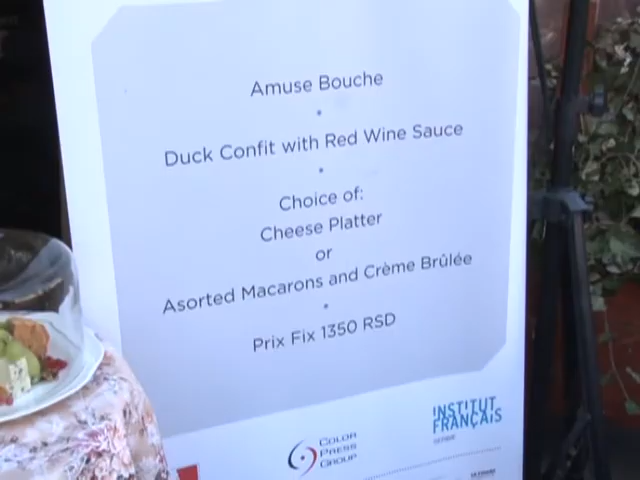 Amuse Bouche
•
Duck Confit with Red Wine Sauce
•
Choice of:
Cheese Platter
or
Asorted Macarons and Crème Brûlée
•
Prix Fix 1350 RSD
COLOR
PRESS
GROUP
INSTITUT
FRANÇAIS